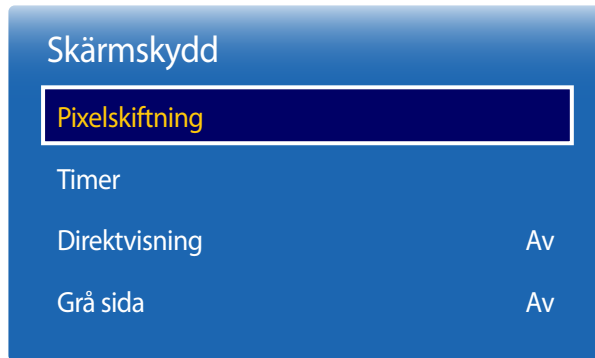 Skärmskydd
Pixelskiftning
Timer
Direktvisning Av
Grå sida Av